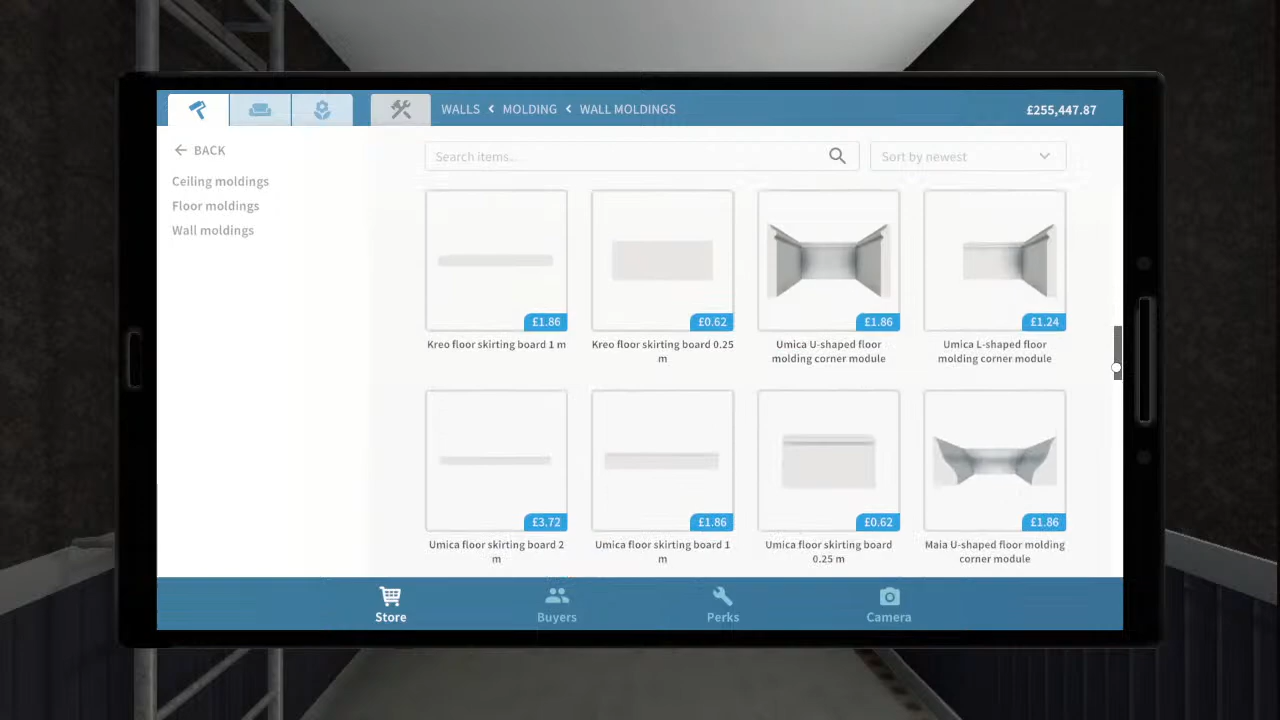 WALLS < MOLDING < WALL MOLDINGS
£255,447.87
BACK
Search items...
Sort by newest
Ceiling moldings
Floor moldings
Wall moldings
£1.86
£0.62
£1.86
£1.24
Kreo floor skirting board 1 m
Kreo floor skirting board 0.25
m
Umica U-shaped floor
molding corner module
Umica L-shaped floor
molding corner module
£3.72
£1.86
£0.62
£1.86
Umica floor skirting board 2
m
Umica floor skirting board 1
m
Umica floor skirting board
0.25 m
Maia U-shaped floor molding
corner module
Store
Buyers
Perks
Camera